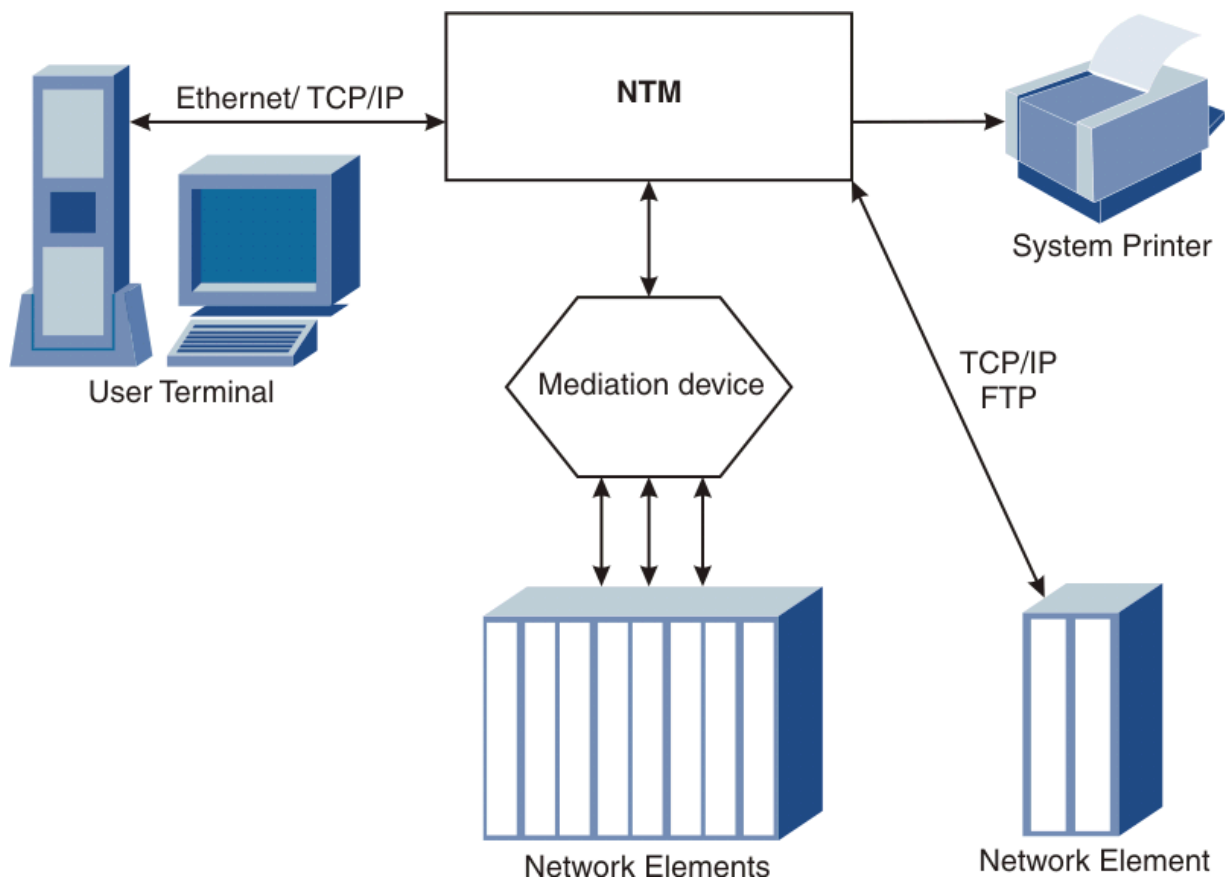 NTM
Ethernet/ TCP/IP
System Printer
User Terminal
Mediation device
TCP/IP
FTP
Network Elements
Network Element